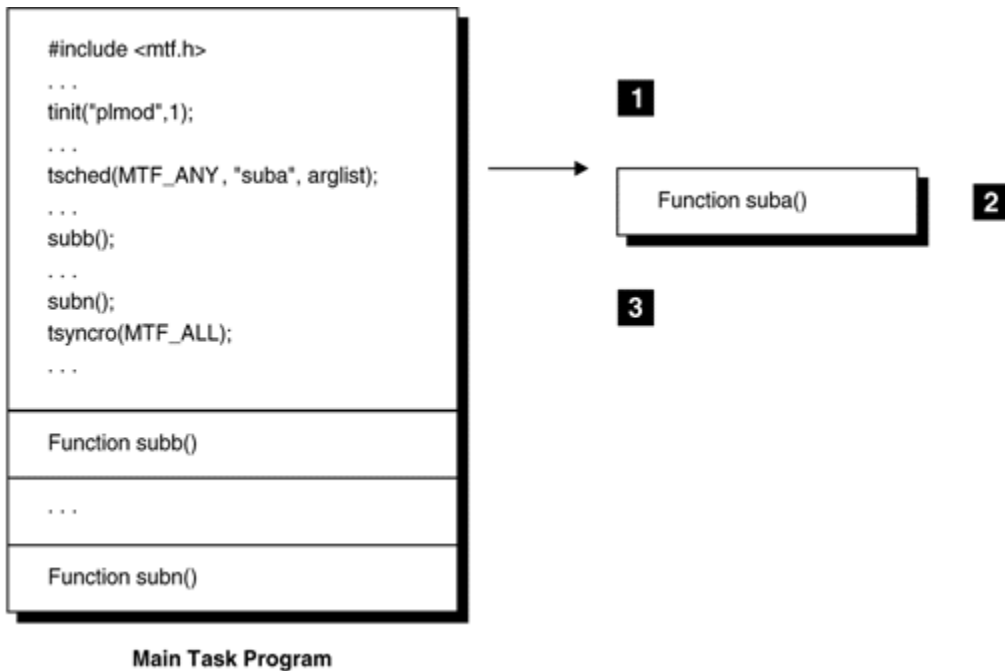 #include <mtf.h>
. . .
tinit("plmod",1);
. . .
tsched(MTF_ANY, "suba", arglist);
. . .
subb();
. . .
subn();
tsyncro(MTF_ALL);
. . .
Function subb()
. . .
Function subn()
Main Task Program
1
Function suba()
2
3